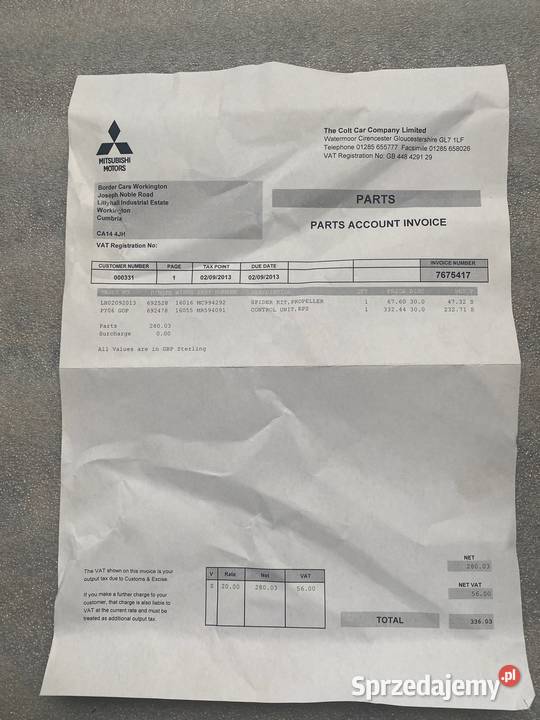 MITSUBISHI
MOTORS
The Colt Car Company Limited
Watermoor Cirencester Gloucestershire GL7 1LF
Telephone 01285 655777 Facsimile 01285 658026
VAT Registration No: GB 448 4291 29
Border Cars Workington
Joseph Noble Road
Lillyhall Industrial Estate
Workington
Cumbria
CA14 4JH
VAT Registration No:
PARTS
PARTS ACCOUNT INVOICE
CUSTOMER NUMBER PAGE TAX POINT DUE DATE INVOICE NUMBER
000331 1 02/09/2013 02/09/2013 7675417
LN02092013 692528 16016 MC994292 SPIDER KIT,PROPELLER 1 67.60 30.0 47.32 S
P706 GOP 692478 16055 MR594091 CONTROL UNIT,EPS 1 332.44 30.0 232.71 S
Parts 280.03
Surcharge 0.00
All Values are in GBP Sterling
The VAT shown on this invoice is your
output tax due to Customs & Excise.
If you make a further charge to your
customer, that charge is also liable to
VAT at the current rate and must be
treated as additional output tax.
V Rate Net VAT
S 20.00 280.03 56.00
NET
280.03
NET VAT
56.00
TOTAL 336.03
Sprzedajemy.pl